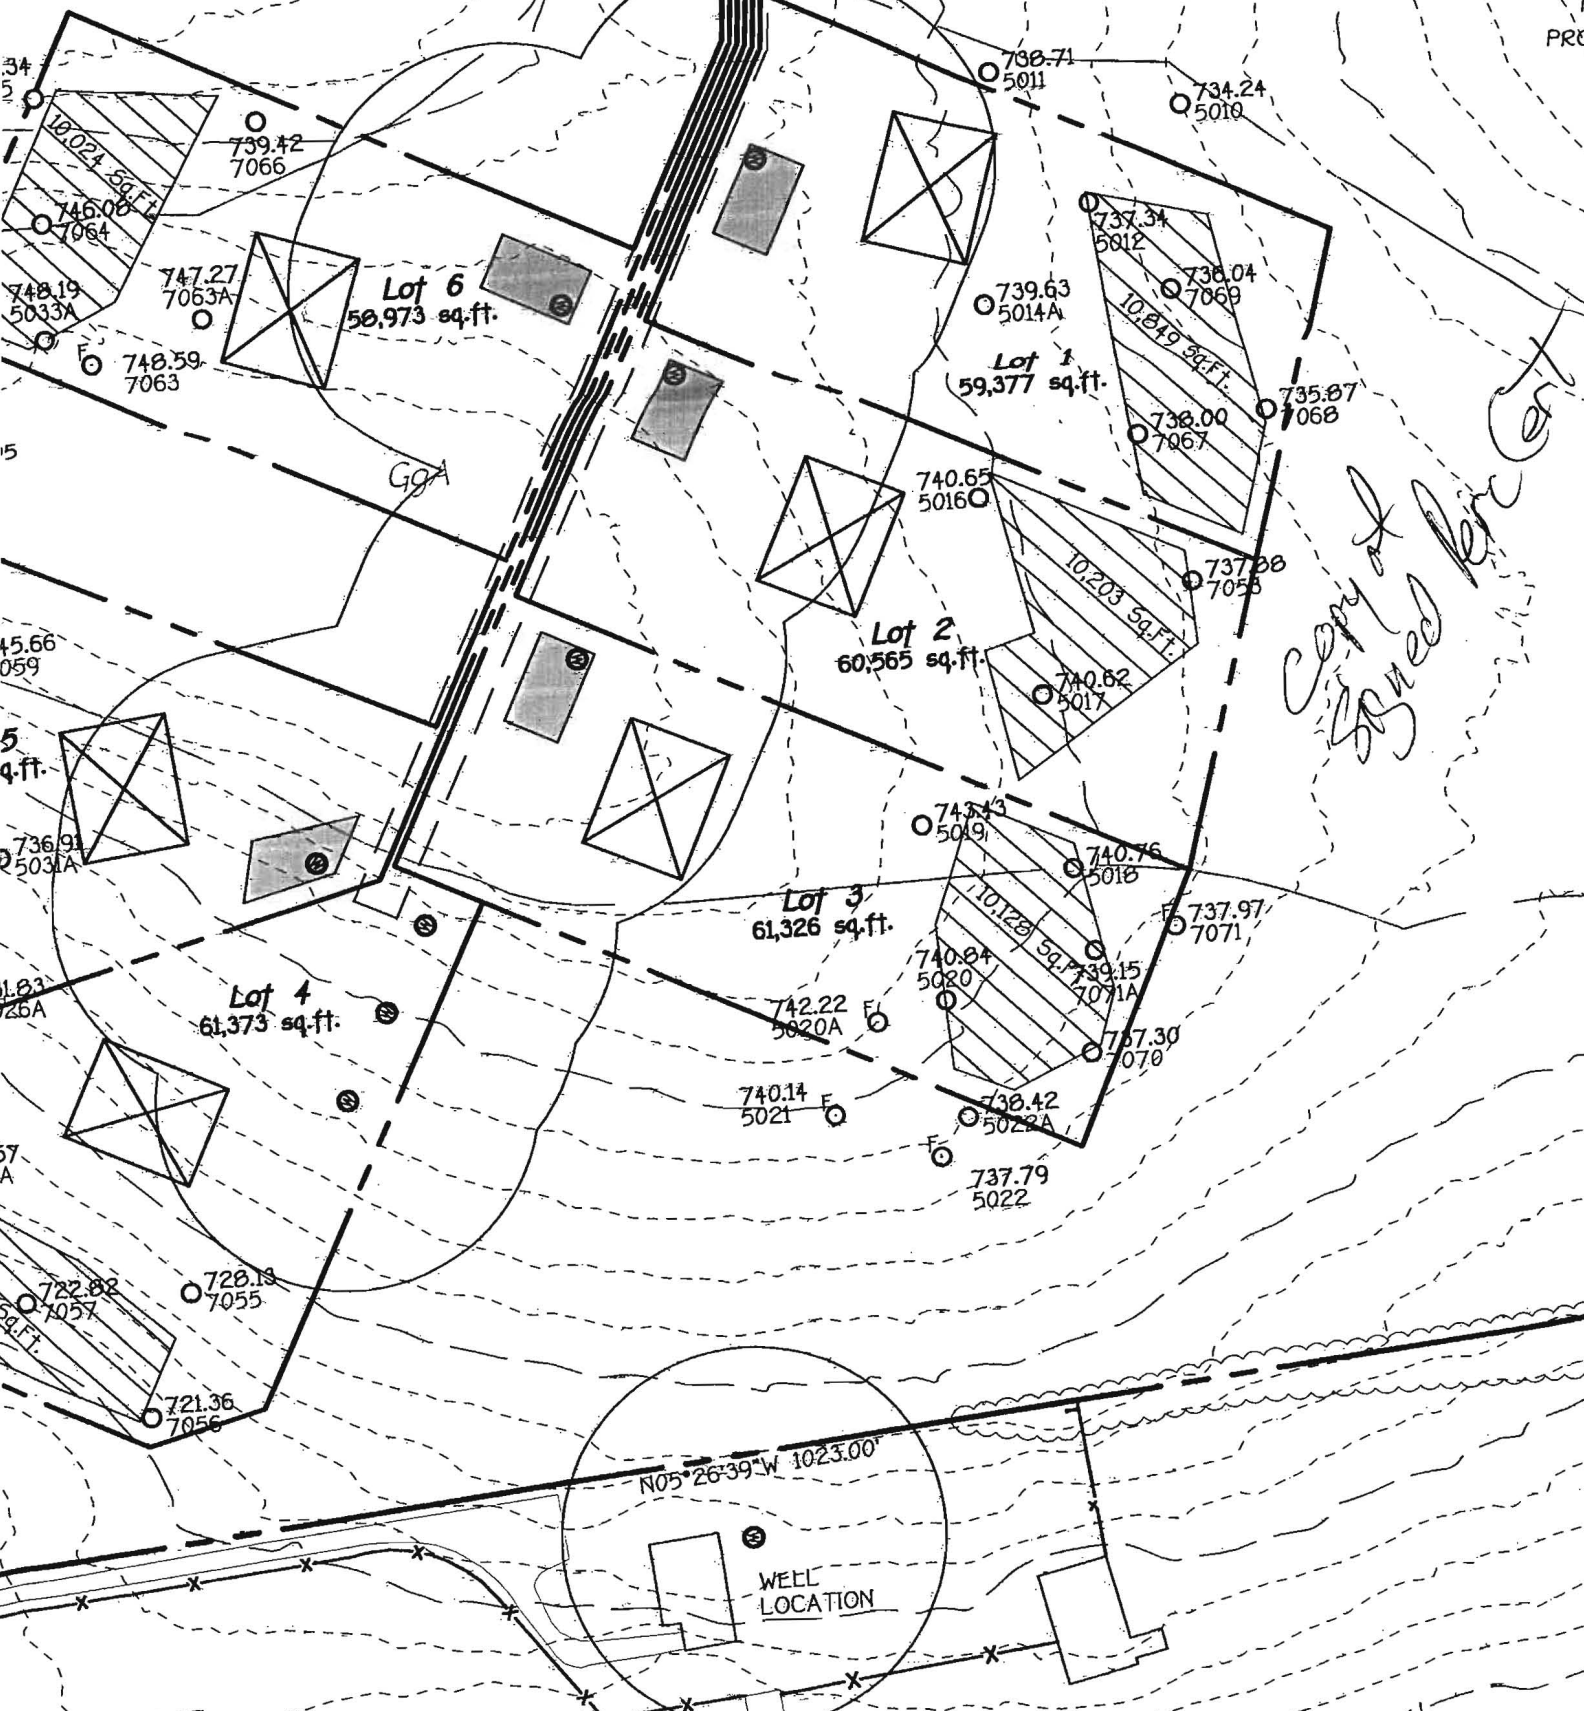 738.71
5011
734.24
5010
.34
5
739.42
7066
10,024 Sq.Ft.
746.08
7064
748.19
5033A
747.27
7063A
F
748.59
7063
Lot 6
58,973 sq.ft.
737.34
5012
738.04
7069
10,849 Sq.Ft.
739.63
5014A
Lot 1
59,377 sq.ft.
735.87
7068
738.00
7067
GgA
740.65
5016
10,203 Sq.Ft.
737.88
7058
Copy of
Signed Perc Cert
Lot 2
60,565 sq.ft.
740.62
5017
45.66
059
5
q.ft.
743.43
5019
740.76
5018
736.91
5031A
Lot 3
61,326 sq.ft.
10,128 Sq.Ft.
F
737.97
7071
740.84
5020
739.15
7071A
Lot 4
61,373 sq.ft.
742.22
5020A
F
737.30
7070
740.14
5021
F
738.42
5022A
F
737.79
5022
728.13
7055
722.82
7057
Sq.Ft.
721.36
7056
N05°26'39"W 1023.00'
WELL
LOCATION